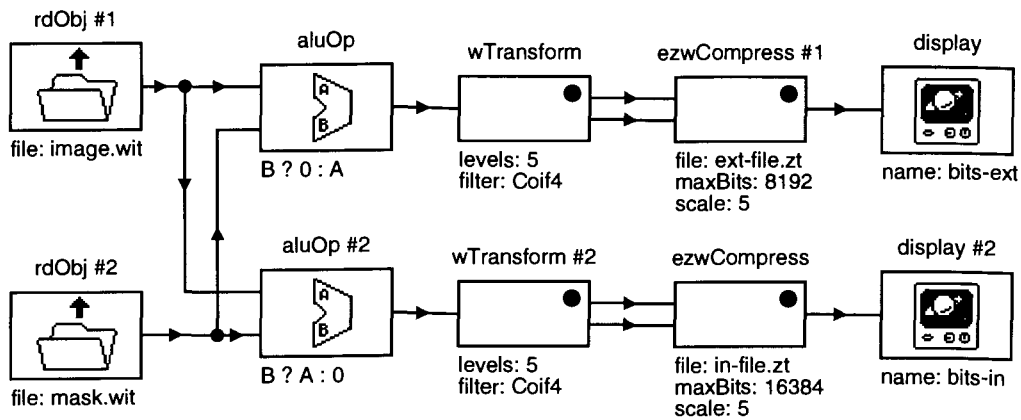 rdObj #1
aluOp
wTransform
ezwCompress #1
display
A
B
file: image.wit
B ? 0 : A
levels: 5
filter: Coif4
file: ext-file.zt
maxBits: 8192
scale: 5
name: bits-ext
rdObj #2
aluOp #2
wTransform #2
ezwCompress
display #2
A
B
file: mask.wit
B ? A : 0
levels: 5
filter: Coif4
file: in-file.zt
maxBits: 16384
scale: 5
name: bits-in